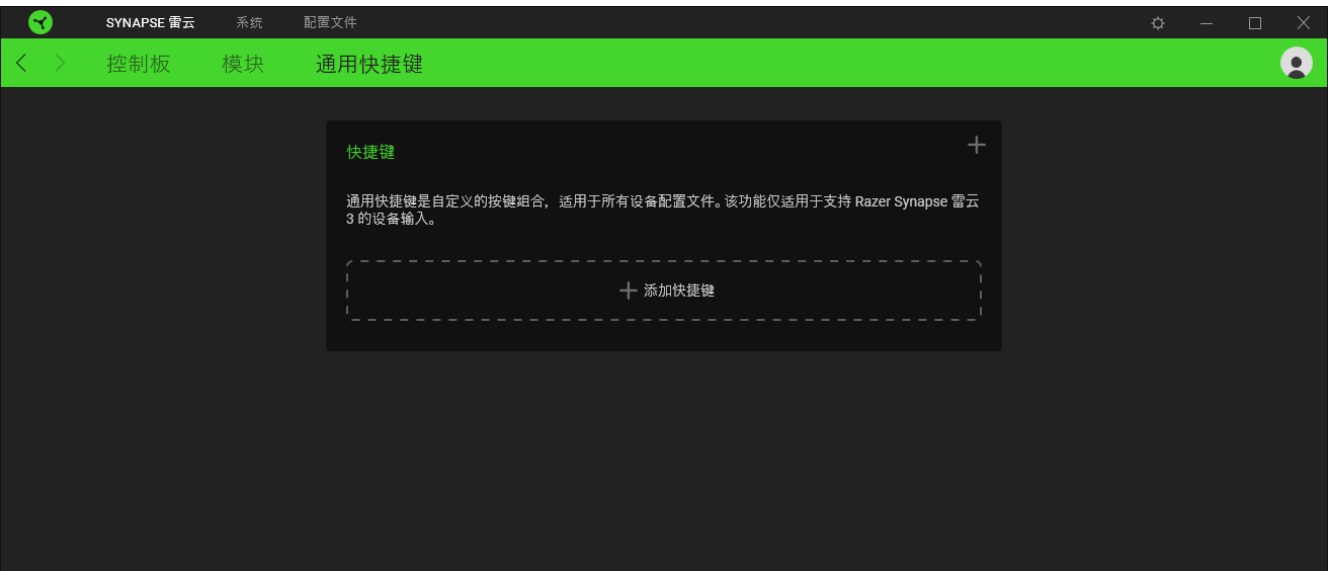 SYNAPSE 雷云 系统 配置文件
控制板 模块 通用快捷键
快捷键
通用快捷键是自定义的按键组合，适用于所有设备配置文件。该功能仅适用于支持 Razer Synapse 雷云
3 的设备输入。
添加快捷键